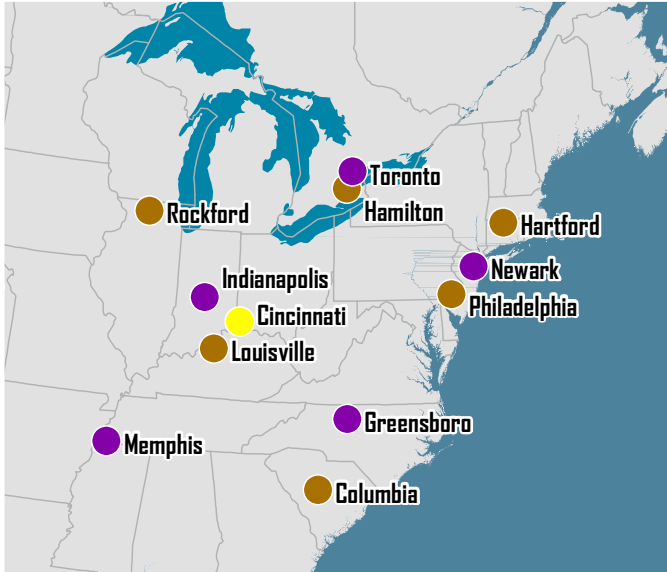 Toronto
Rockford
Hamilton
Hartford
Newark
Indianapolis
Philadelphia
Cincinnati
Louisville
Greensboro
Memphis
Columbia